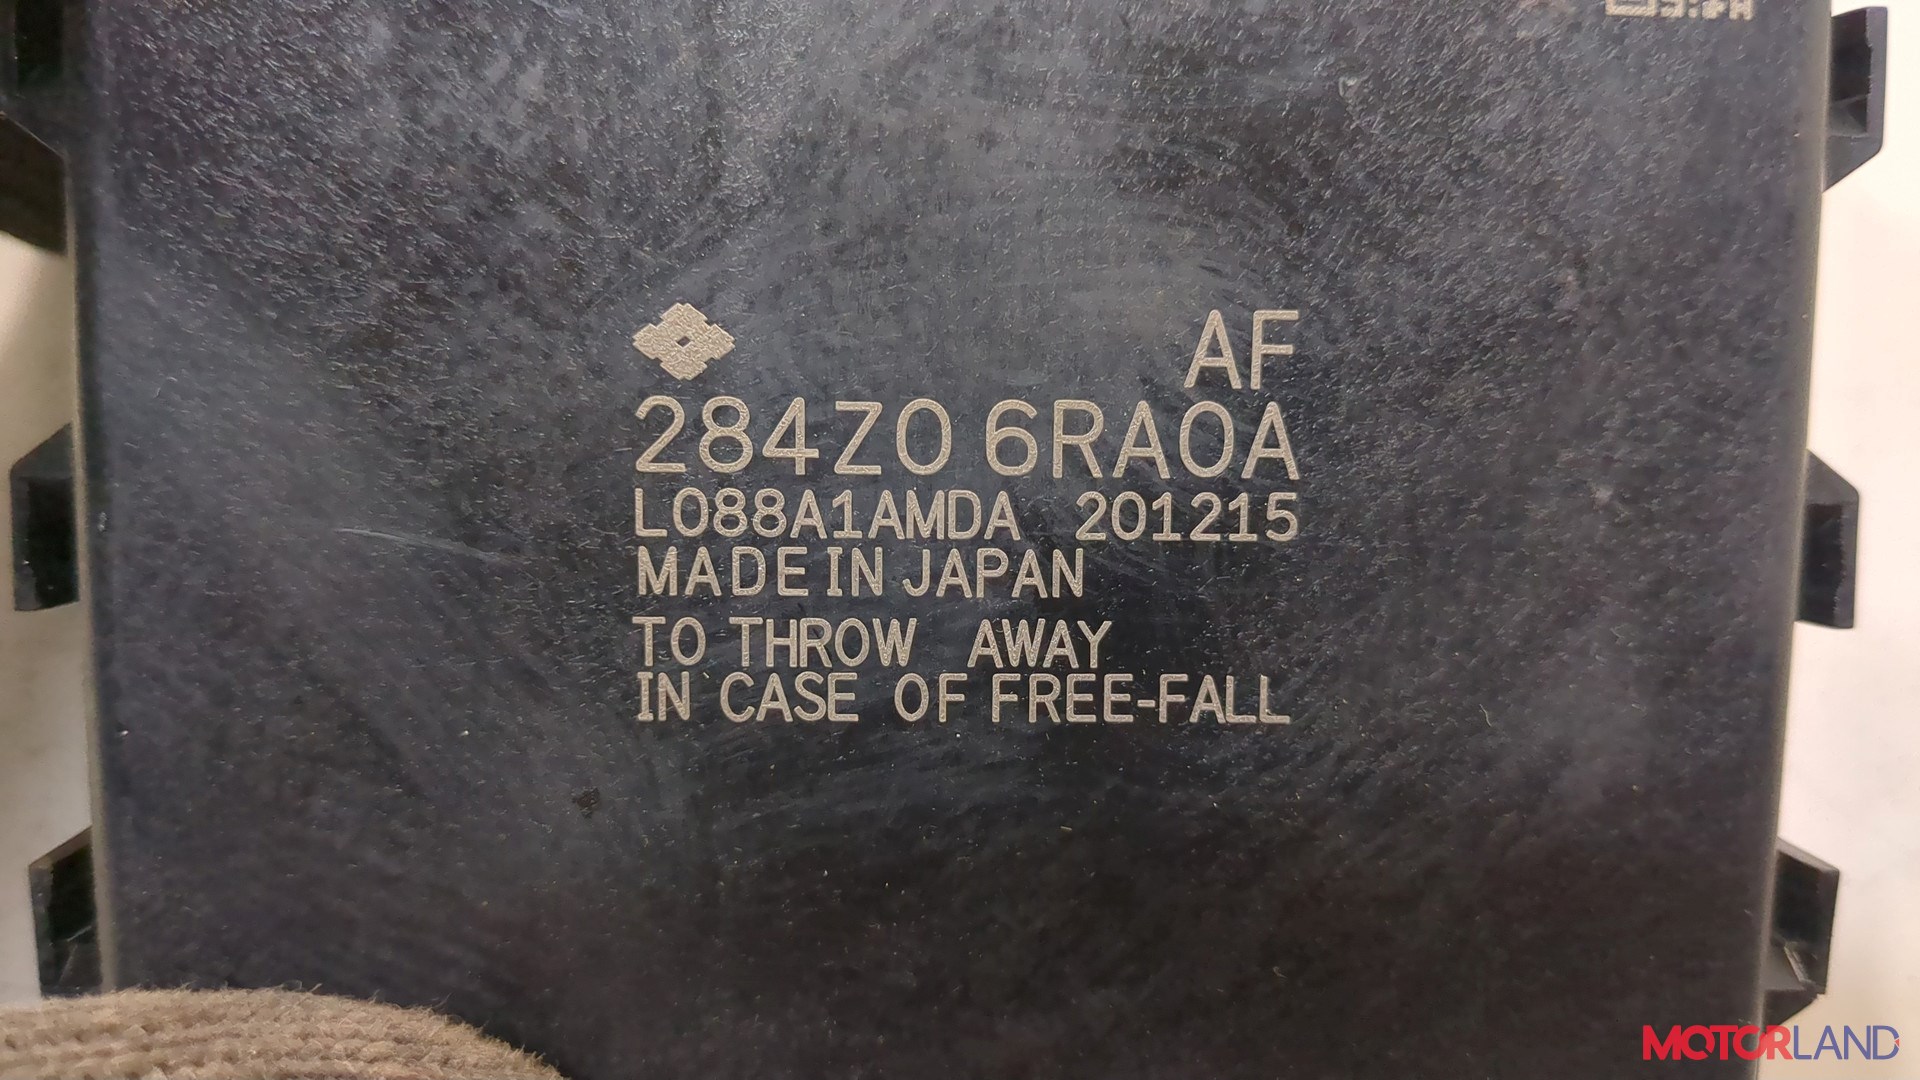 AF
284Z0 6RA0A
L088A1AMDA 201215
MADE IN JAPAN
TO THROW AWAY
IN CASE OF FREE-FALL
MOTORLAND